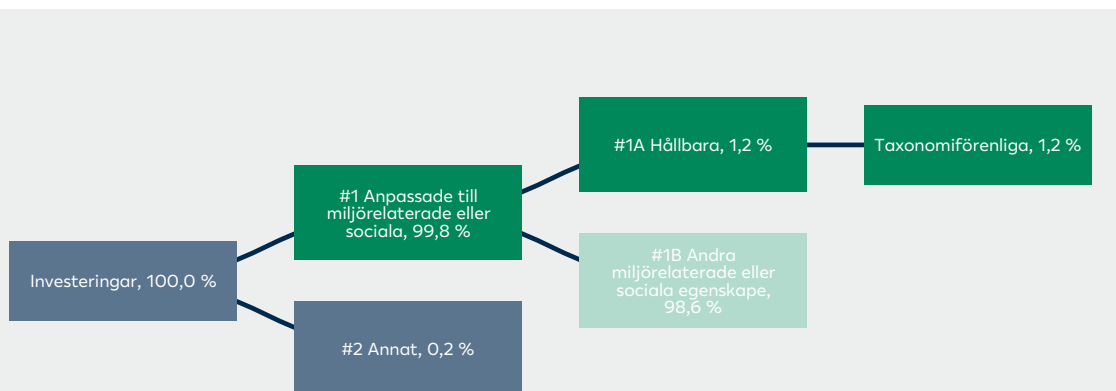 Investeringar, 100,0 %
#1 Anpassade till
miljörelaterade eller
sociala, 99,8 %
#2 Annat, 0,2 %
#1A Hållbara, 1,2 %
#1B Andra
miljörelaterade eller
sociala egenskape,
98,6 %
Taxonomiförenliga, 1,2 %